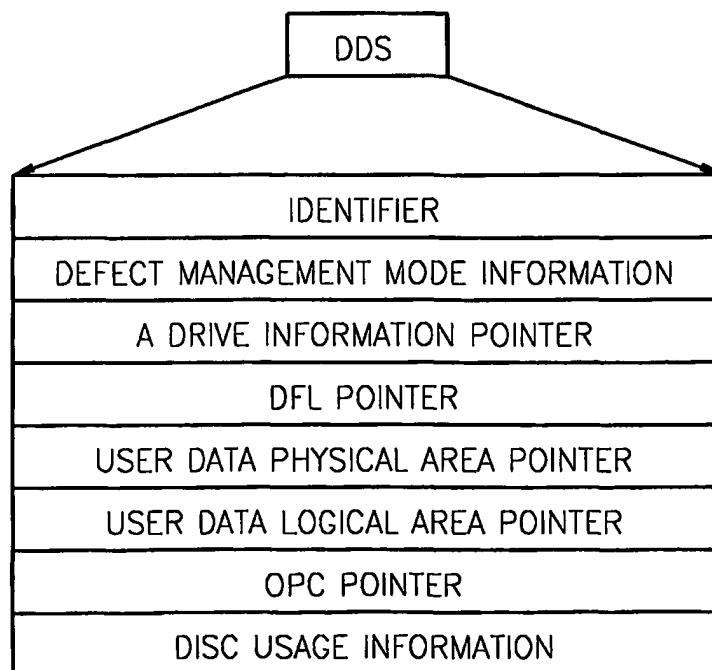 DDS
IDENTIFIER
DEFECT MANAGEMENT MODE INFORMATION
A DRIVE INFORMATION POINTER
DFL POINTER
USER DATA PHYSICAL AREA POINTER
USER DATA LOGICAL AREA POINTER
OPC POINTER
DISC USAGE INFORMATION